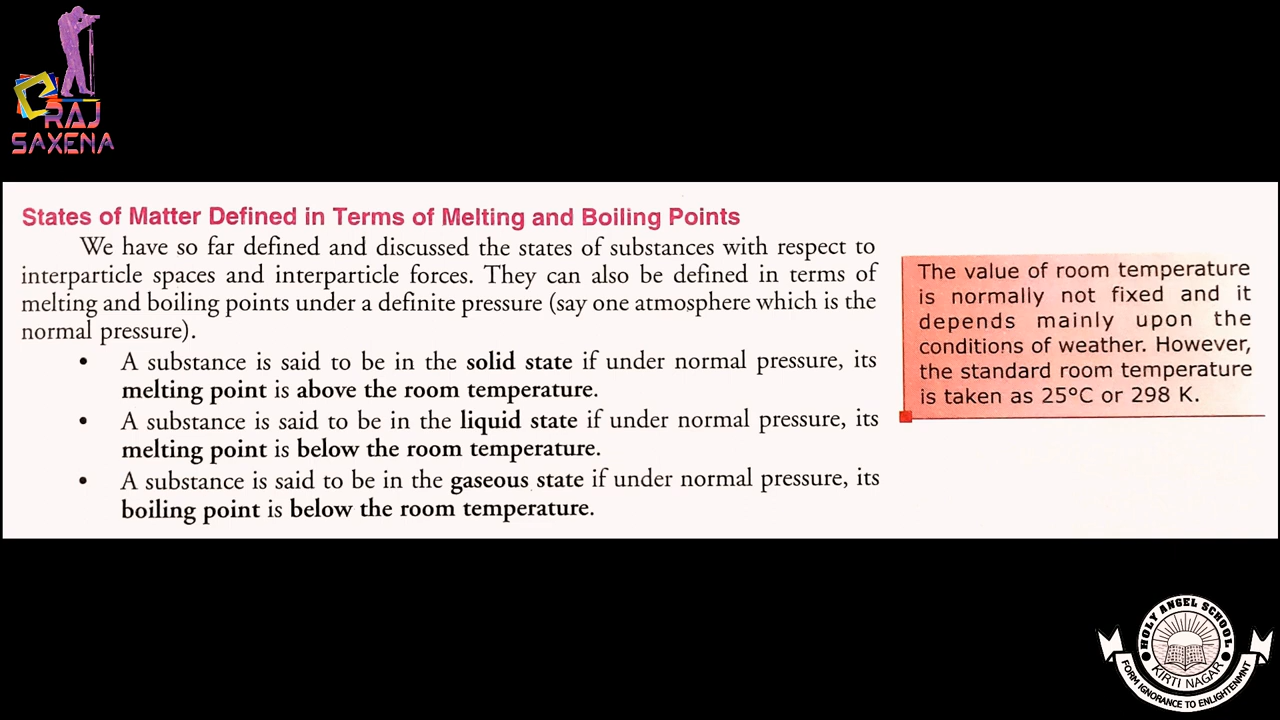 RAJ
SAXENA
States of Matter Defined in Terms of Melting and Boiling Points
We have so far defined and discussed the states of substances with respect to
interparticle spaces and interparticle forces. They can also be defined in terms of
melting and boiling points under a definite pressure (say one atmosphere which is the
normal pressure).
• A substance is said to be in the solid state if under normal pressure, its
melting point is above the room temperature.
• A substance is said to be in the liquid state if under normal pressure, its
melting point is below the room temperature.
• A substance is said to be in the gaseous state if under normal pressure, its
boiling point is below the room temperature.
The value of room temperature
is normally not fixed and it
depends mainly upon the
conditions of weather. However,
the standard room temperature
is taken as 25°C or 298 K.
HOLY ANGEL SCHOOL
KIRTI NAGAR
FORM IGNORANCE TO ENLIGHTENMNT